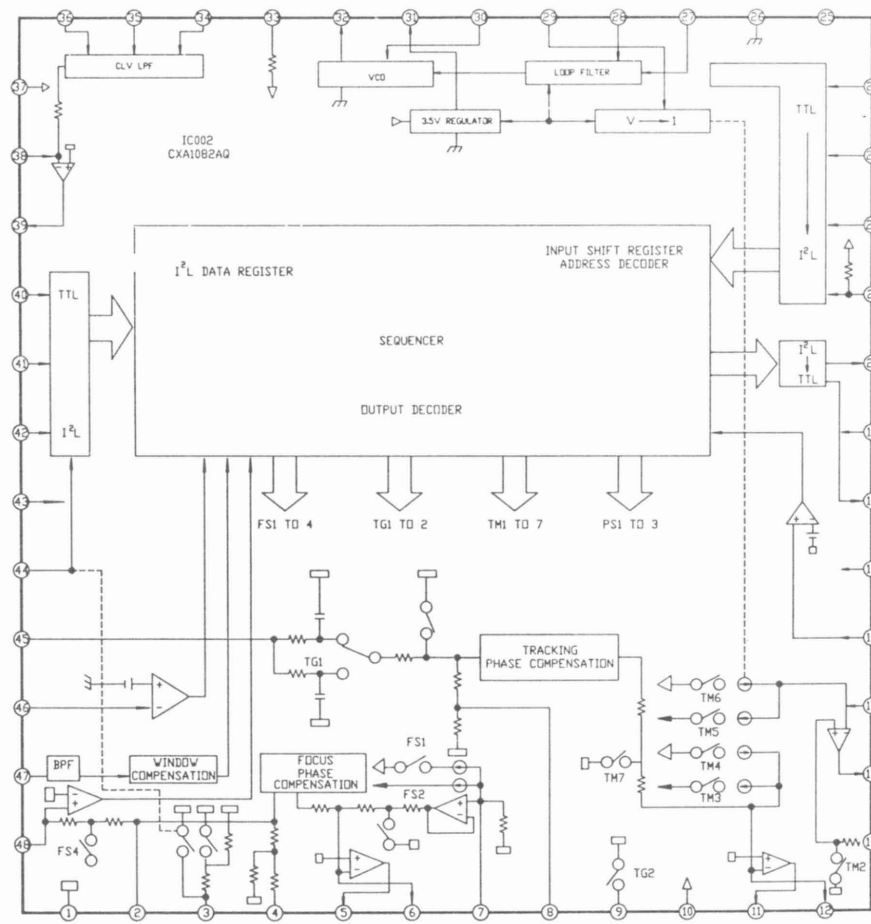 36 35 34 33 32 31 30 29 28 27 26 25
CLV LPF
VCO
LOOP FILTER
3.5V REGULATOR
V → I
TTL
I²L
IC002
CXA1082AQ
37
38
39
40
41
42
43
44
45
46
47
48
TTL
I²L
I²L DATA REGISTER
INPUT SHIFT REGISTER
ADDRESS DECODER
SEQUENCER
OUTPUT DECODER
I²L
TTL
FS1 TO 4
TG1 TO 2
TM1 TO 7
PS1 TO 3
TG1
TRACKING
PHASE COMPENSATION
TM6
TM5
TM4
TM3
TM7
BPF
WINDOW
COMPENSATION
FOCUS
PHASE
COMPENSATION
FS1
FS2
FS4
TG2
TM2
1 2 3 4 5 6 7 8 9 10 11 12